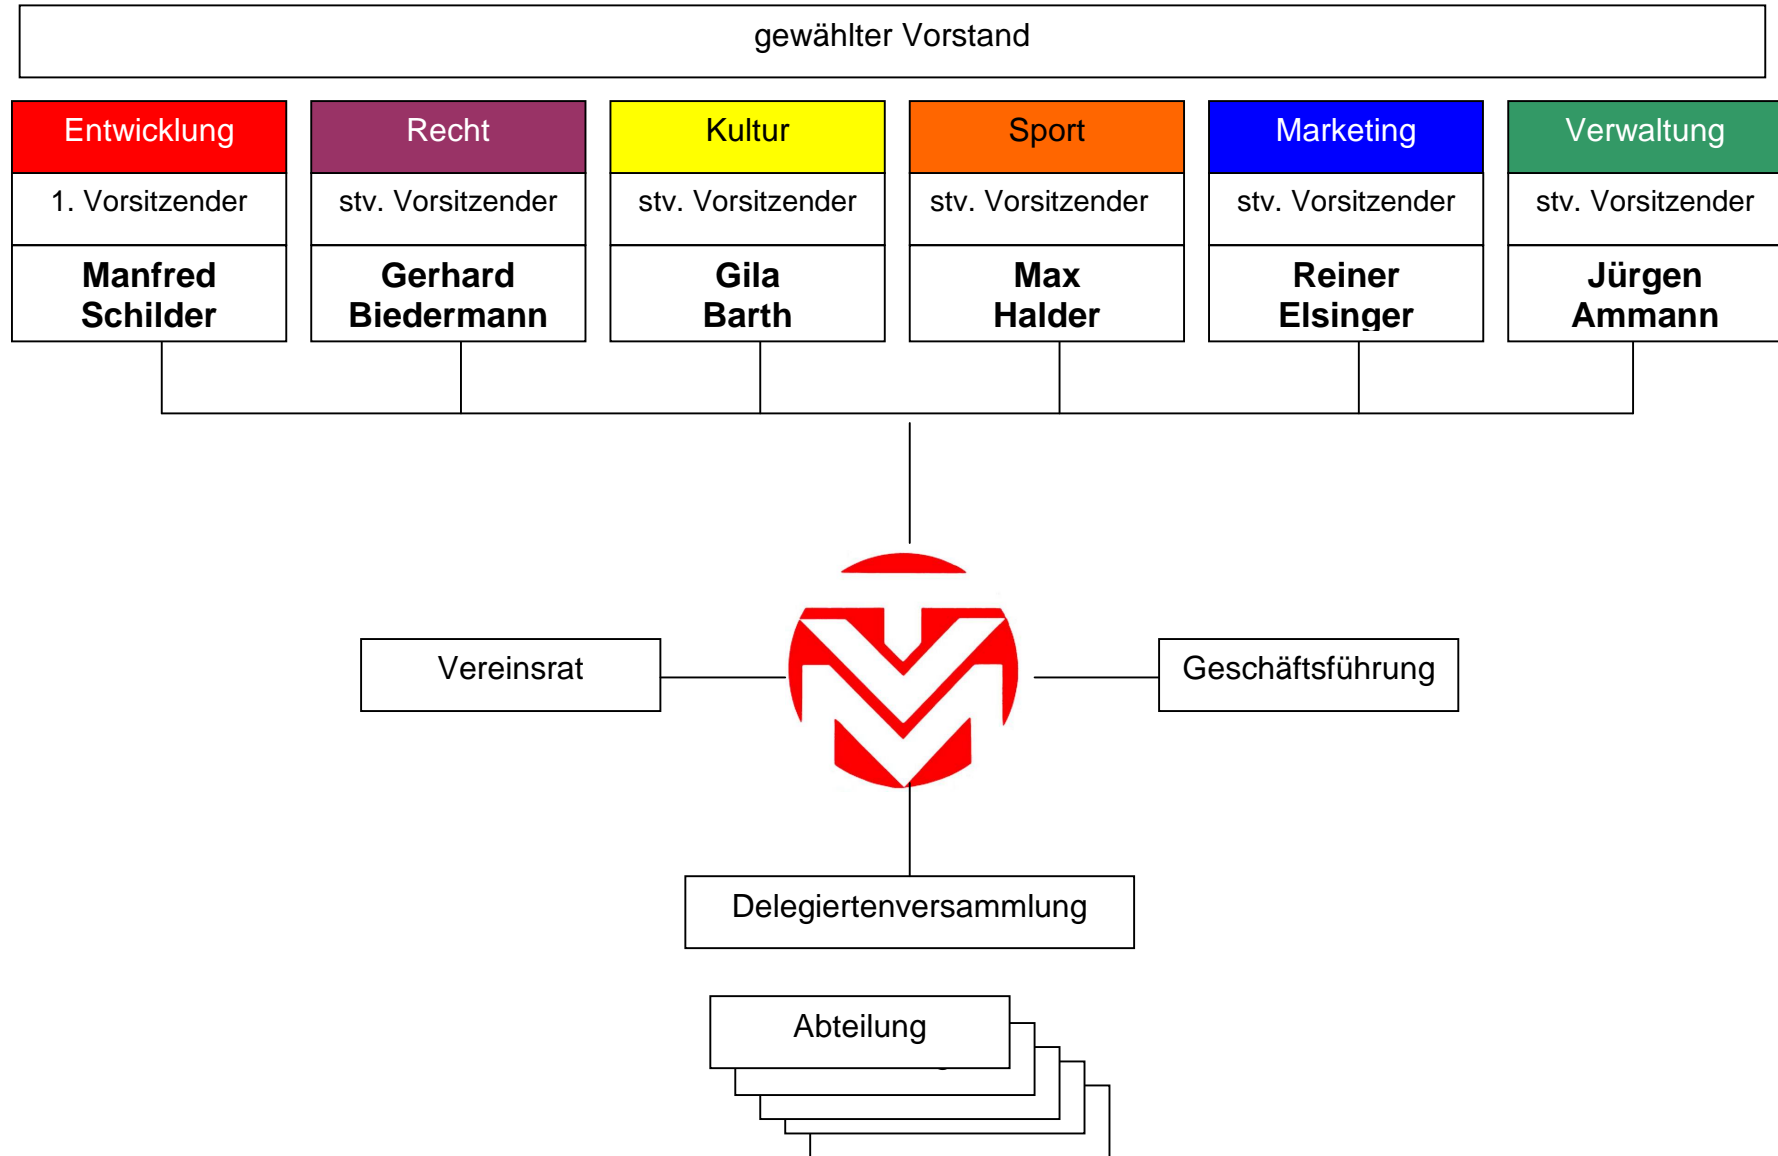 gewählter Vorstand
Entwicklung
Recht
Kultur
Sport
Marketing
Verwaltung
1. Vorsitzender
stv. Vorsitzender
stv. Vorsitzender
stv. Vorsitzender
stv. Vorsitzender
stv. Vorsitzender
Manfred
Schilder
Gerhard
Biedermann
Gila
Barth
Max
Halder
Reiner
Elsinger
Jürgen
Ammann
Vereinsrat
Geschäftsführung
Delegiertenversammlung
Abteilung